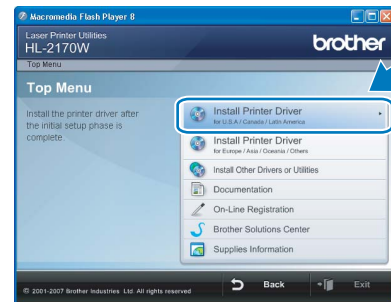 Macromedia Flash Player 8
Laser Printer Utilities
HL-2170W
brother
Top Menu
Top Menu
Install the printer driver after
the initial setup phase is
complete.
Install Printer Driver
for U.S.A / Canada / Latin America
Install Printer Driver
for Europe / Asia / Oceania / Others
Install Other Drivers or Utilities
Documentation
On-Line Registration
Brother Solutions Center
Supplies Information
© 2001-2007 Brother Industries Ltd. All rights reserved
Back
Exit